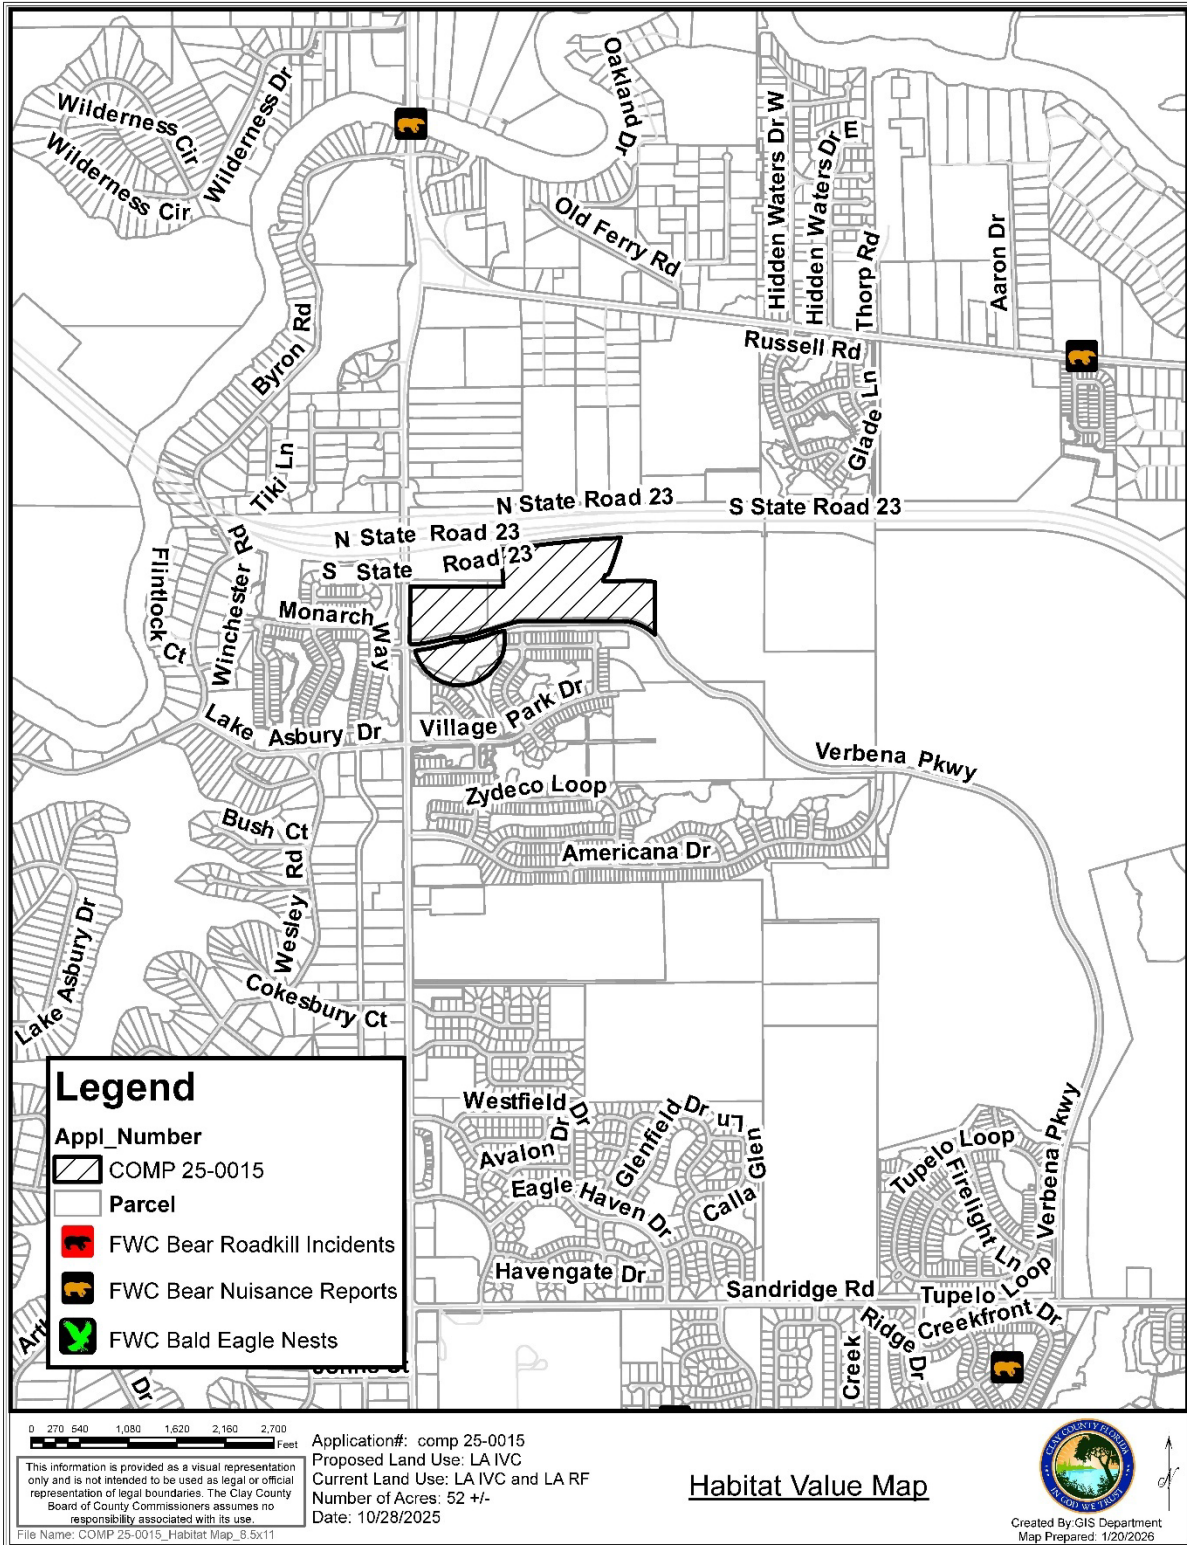 Oakland Dr
Wilderness Dr
Wilderness Cir
Wilderness Cir
Hidden Waters Dr W
Hidden Waters Dr E
Old Ferry Rd
Thorp Rd
Aaron Dr
Byron Rd
Russell Rd
Glade Ln
Tiki Ln
N State Road 23
S State Road 23
N State Road 23
S State Road 23
Winchester Rd
Flintlock Ct
Monarch Way
Lake Asbury Dr
Village Park Dr
Verbena Pkwy
Zydeco Loop
Bush Ct
Americana Dr
Wesley Rd
Lake Asbury Dr
Cokesbury Ct
Westfield Dr
Avalon Dr
Glenfield Dr
Calla Glen Ln
Eagle Haven Dr
Havengate Dr
Tupelo Loop
Firelight Ln
Verbena Pkwy
Sandridge Rd
Tupelo Loop
Creekfront Dr
Ridge Dr
Creek
Dr
Legend
Appl_Number
COMP 25-0015
Parcel
FWC Bear Roadkill Incidents
FWC Bear Nuisance Reports
FWC Bald Eagle Nests
0 270 540 1,080 1,620 2,160 2,700
Feet
This information is provided as a visual representation
only and is not intended to be used as legal or official
representation of legal boundaries. The Clay County
Board of County Commissioners assumes no
responsibility associated with its use.
File Name: COMP 25-0015_Habitat Map_8.5x11
Application#: comp 25-0015
Proposed Land Use: LA IVC
Current Land Use: LA IVC and LA RF
Number of Acres: 52 +/-
Date: 10/28/2025
Habitat Value Map
CLAY COUNTY FLORIDA
IN GOD WE TRUST
N
Created By:GIS Department
Map Prepared: 1/20/2026